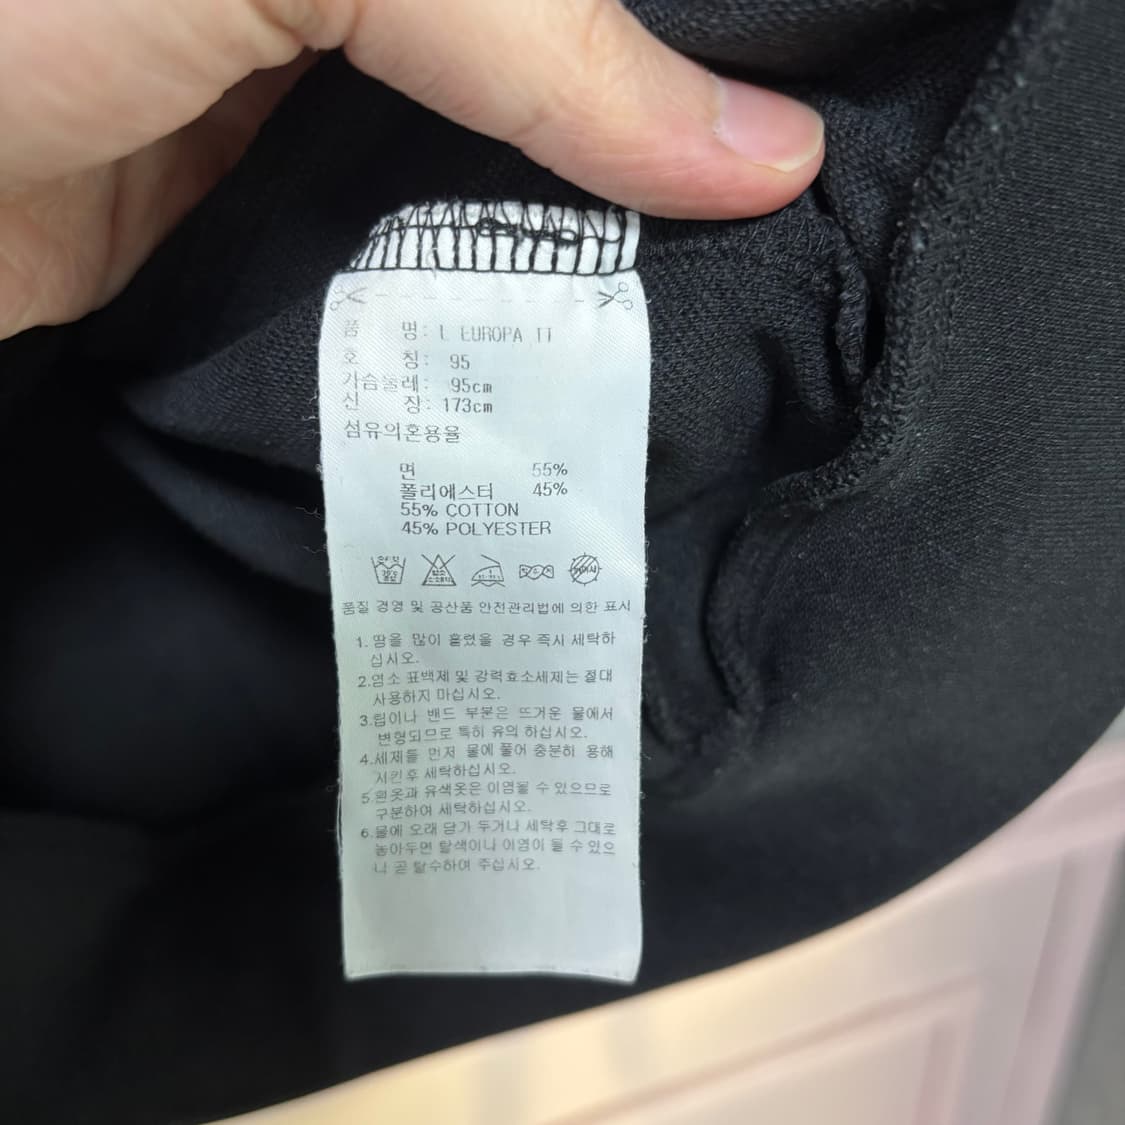 품 명: L EUROPA TT
호 칭: 95
가슴둘레: 95cm
신 장: 173cm
섬유의혼용율
면 55%
폴리에스터 45%
55% COTTON
45% POLYESTER
품질 경영 및 공산품 안전관리법에 의한 표시
1. 땀을 많이 흘렸을 경우 즉시 세탁하
십시오.
2.염소 표백제 및 강력효소세제는 절대
사용하지 마십시오.
3.립이나 밴드 부분은 뜨거운 물에서
변형되므로 특히 유의 하십시오.
4.세제를 먼저 물에 풀어 충분히 용해
시킨후 세탁하십시오.
5.흰옷과 유색옷은 이염될 수 있으므로
구분하여 세탁하십시오.
6.물에 오래 담가 두거나 세탁후 그대로
놓아두면 탈색이나 이염이 될 수 있으
니 곧 탈수하여 주십시오.